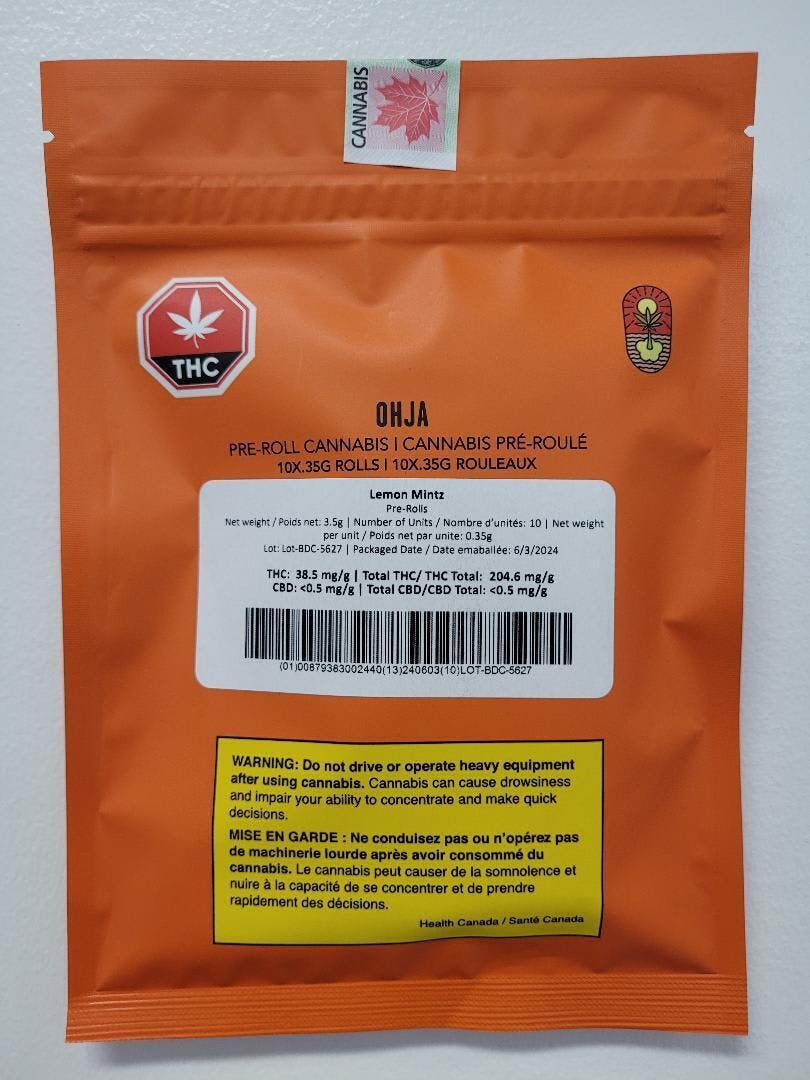 CANNABIS
THC
OHJA
PRE-ROLL CANNABIS | CANNABIS PRÉ-ROULÉ
10X.35G ROLLS | 10X.35G ROULEAUX
Lemon Mintz
Pre-Rolls
Net weight / Poids net: 3.5g | Number of Units / Nombre d'unités: 10 | Net weight
per unit / Poids net par unite: 0.35g
Lot: Lot-BDC-5627 | Packaged Date / Date emaballée: 6/3/2024
THC: 38.5 mg/g | Total THC/ THC Total: 204.6 mg/g
CBD: <0.5 mg/g | Total CBD/CBD Total: <0.5 mg/g
(01)00879383002440(13)240603(10)LOT-BDC-5627
WARNING: Do not drive or operate heavy equipment
after using cannabis. Cannabis can cause drowsiness
and impair your ability to concentrate and make quick
decisions.
MISE EN GARDE : Ne conduisez pas ou n'opérez pas
de machinerie lourde après avoir consommé du
cannabis. Le cannabis peut causer de la somnolence et
nuire à la capacité de se concentrer et de prendre
rapidement des décisions.
Health Canada / Santé Canada